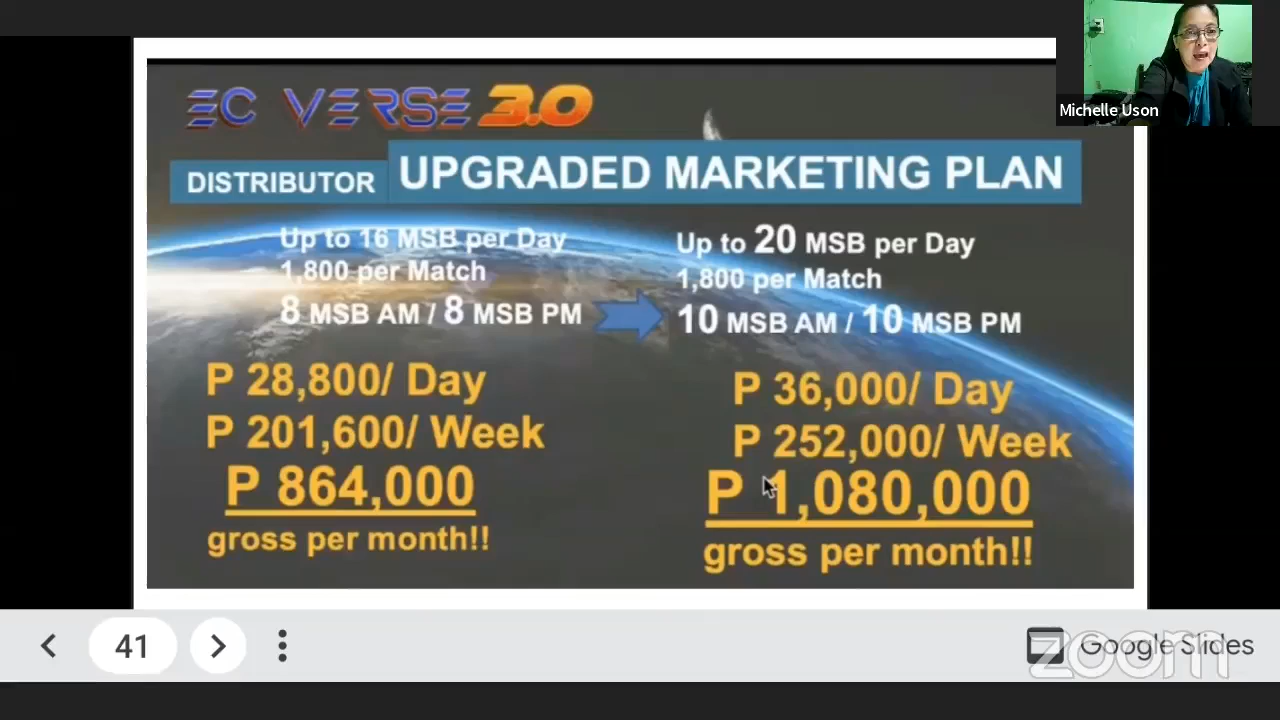 Michelle Uson
EC VERSE 3.0
DISTRIBUTOR UPGRADED MARKETING PLAN
Up to 16 MSB per Day
1,800 per Match
8 MSB AM / 8 MSB PM
P 28,800/ Day
P 201,600/ Week
P 864,000
gross per month!!
Up to 20 MSB per Day
1,800 per Match
10 MSB AM / 10 MSB PM
P 36,000/ Day
P 252,000/ Week
P 1,080,000
gross per month!!
41
Google Slides
zoom